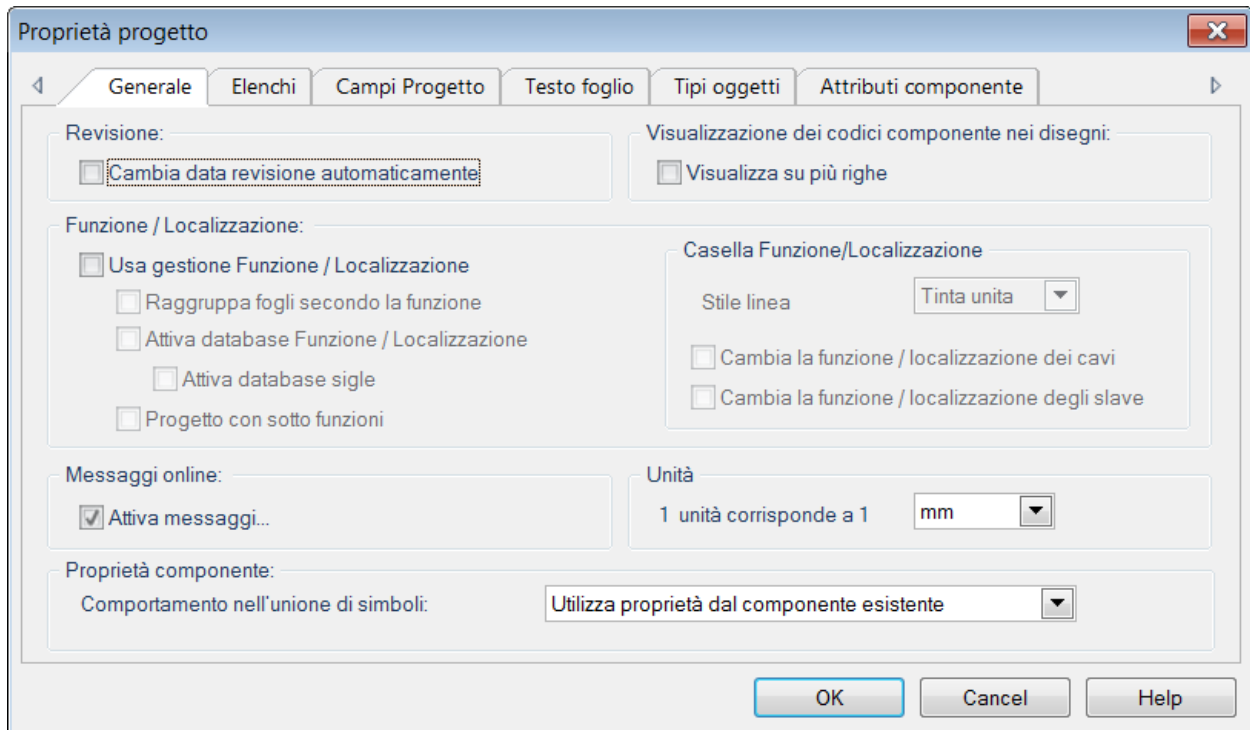 Proprietà progetto
Generale Elenchi Campi Progetto Testo foglio Tipi oggetti Attributi componente
Revisione:
Cambia data revisione automaticamente
Visualizzazione dei codici componente nei disegni:
Visualizza su più righe
Funzione / Localizzazione:
Usa gestione Funzione / Localizzazione
Raggruppa fogli secondo la funzione
Attiva database Funzione / Localizzazione
Attiva database sigle
Progetto con sotto funzioni
Casella Funzione/Localizzazione
Stile linea Tinta unita
Cambia la funzione / localizzazione dei cavi
Cambia la funzione / localizzazione degli slave
Messaggi online:
Attiva messaggi...
Unità
1 unità corrisponde a 1 mm
Proprietà componente:
Comportamento nell'unione di simboli: Utilizza proprietà dal componente esistente
OK Cancel Help